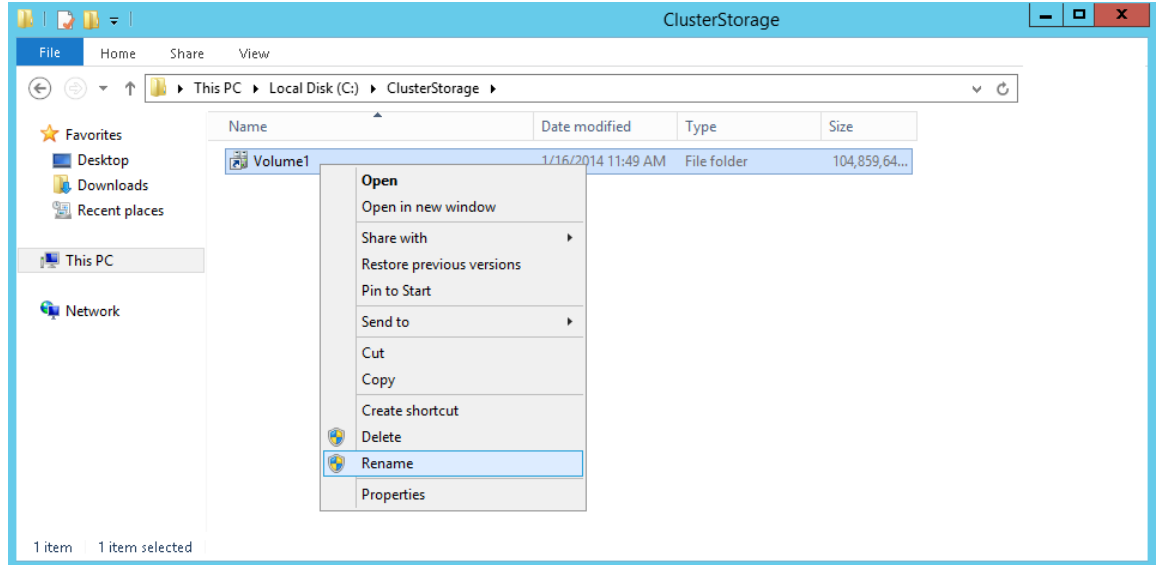 ClusterStorage
File Home Share View
This PC Local Disk (C:) ClusterStorage
Name Date modified Type Size
Favorites
Desktop
Downloads
Recent places
This PC
Network
Volume1 1/16/2014 11:49 AM File folder 104,859,64...
Open
Open in new window
Share with
Restore previous versions
Pin to Start
Send to
Cut
Copy
Create shortcut
Delete
Rename
Properties
1 item 1 item selected